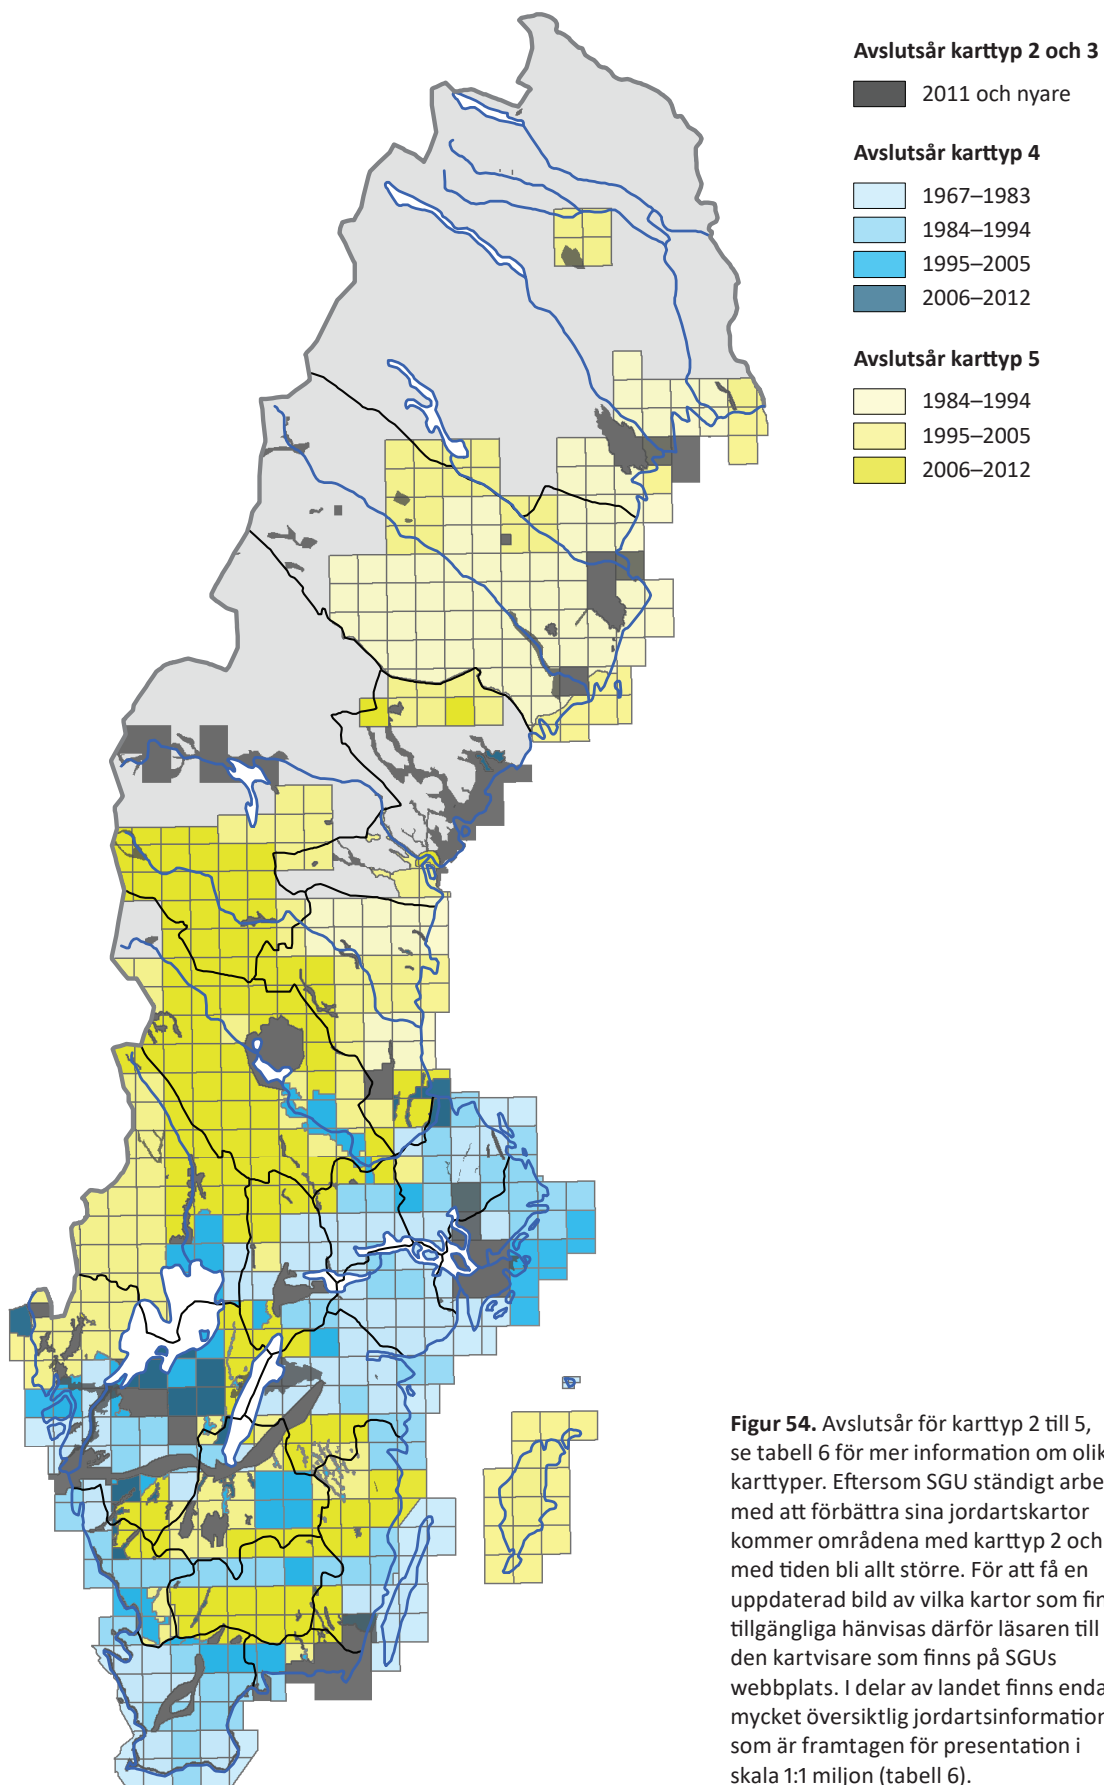 Avslutsår karttyp 2 och 3
2011 och nyare
Avslutsår karttyp 4
1967–1983
1984–1994
1995–2005
2006–2012
Avslutsår karttyp 5
1984–1994
1995–2005
2006–2012
Figur 54. Avslutsår för karttyp 2 till 5,
se tabell 6 för mer information om olik
karttyper. Eftersom SGU ständigt arbe
med att förbättra sina jordartskartor
kommer områdena med karttyp 2 och
med tiden bli allt större. För att få en
uppdaterad bild av vilka kartor som fin
tillgängliga hänvisas därför läsaren till
den kartvisare som finns på SGUs
webbplats. I delar av landet finns enda
mycket översiktlig jordartsinformation
som är framtagen för presentation i
skala 1:1 miljon (tabell 6).